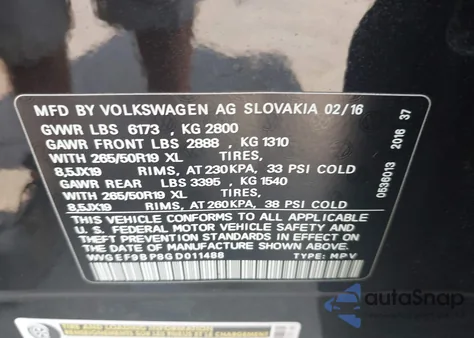 MFD BY VOLKSWAGEN AG SLOVAKIA 02/16
GVWR LBS 6173 , KG 2800
GAWR FRONT LBS 2888 , KG 1310
WITH 265/50R19 XL TIRES,
8,5JX19 RIMS, AT 230KPA, 33 PSI COLD
GAWR REAR LBS 3395 , KG 1540
WITH 265/50R19 XL TIRES,
8,5JX19 RIMS, AT 260KPA, 38 PSI COLD
THIS VEHICLE CONFORMS TO ALL APPLICABLE
U. S. FEDERAL MOTOR VEHICLE SAFETY AND
THEFT PREVENTION STANDARDS IN EFFECT ON
THE DATE OF MANUFACTURE SHOWN ABOVE.
WVGEF9BP8GD011488 TYPE: MPV
0536013 2016 37
autoSnap
TIRE AND LOADING INFORMATION